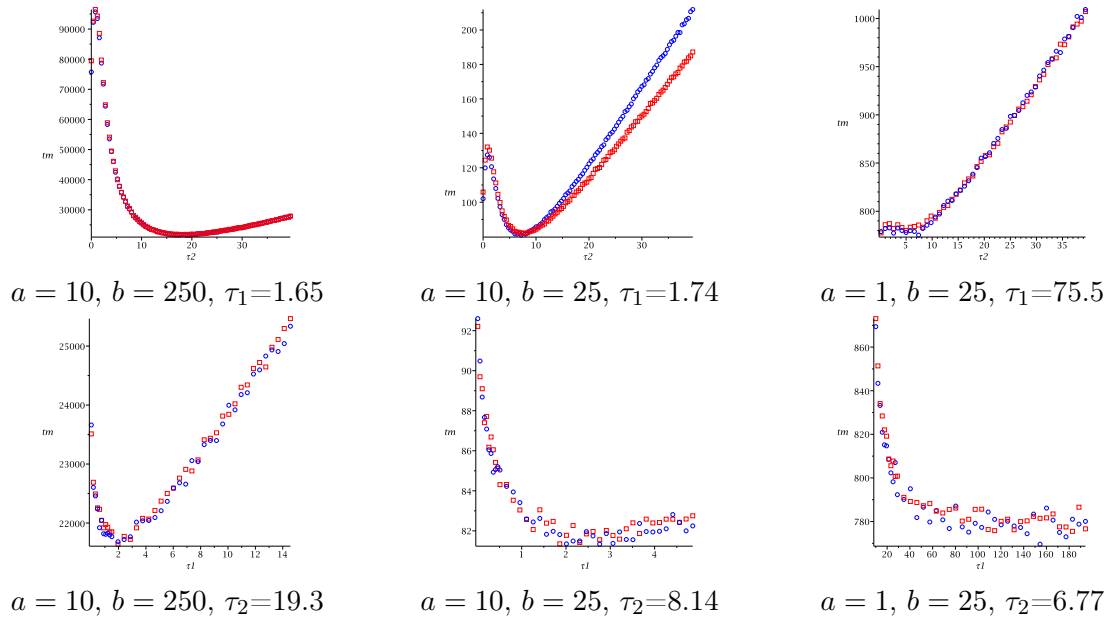 90000
80000
70000
60000
tm
50000
40000
30000
0 10 20 30
τ2
200
180
160
140
120
tm
100
0 10 20 30
τ2
1000
950
900
tm
850
800
5 10 15 20 25 30 35
τ2
a = 10, b = 250, τ1=1.65
a = 10, b = 25, τ1=1.74
a = 1, b = 25, τ1=75.5
25000
24000
tm
23000
22000
2 4 6 8 10 12 14
τ1
92
90
88
tm
86
84
82
1 2 3 4
τ1
860
840
tm
820
800
780
20 40 60 80 100 120 140 160 180
τ1
a = 10, b = 250, τ2=19.3
a = 10, b = 25, τ2=8.14
a = 1, b = 25, τ2=6.77